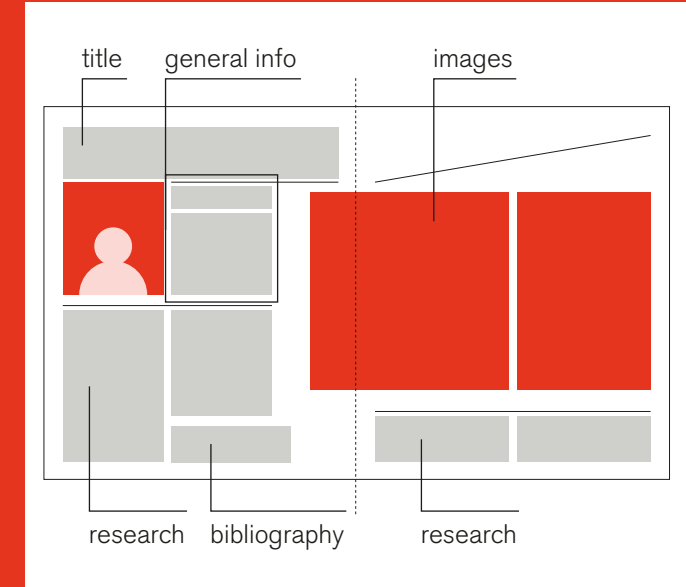 title
general info
images
research
bibliography
research